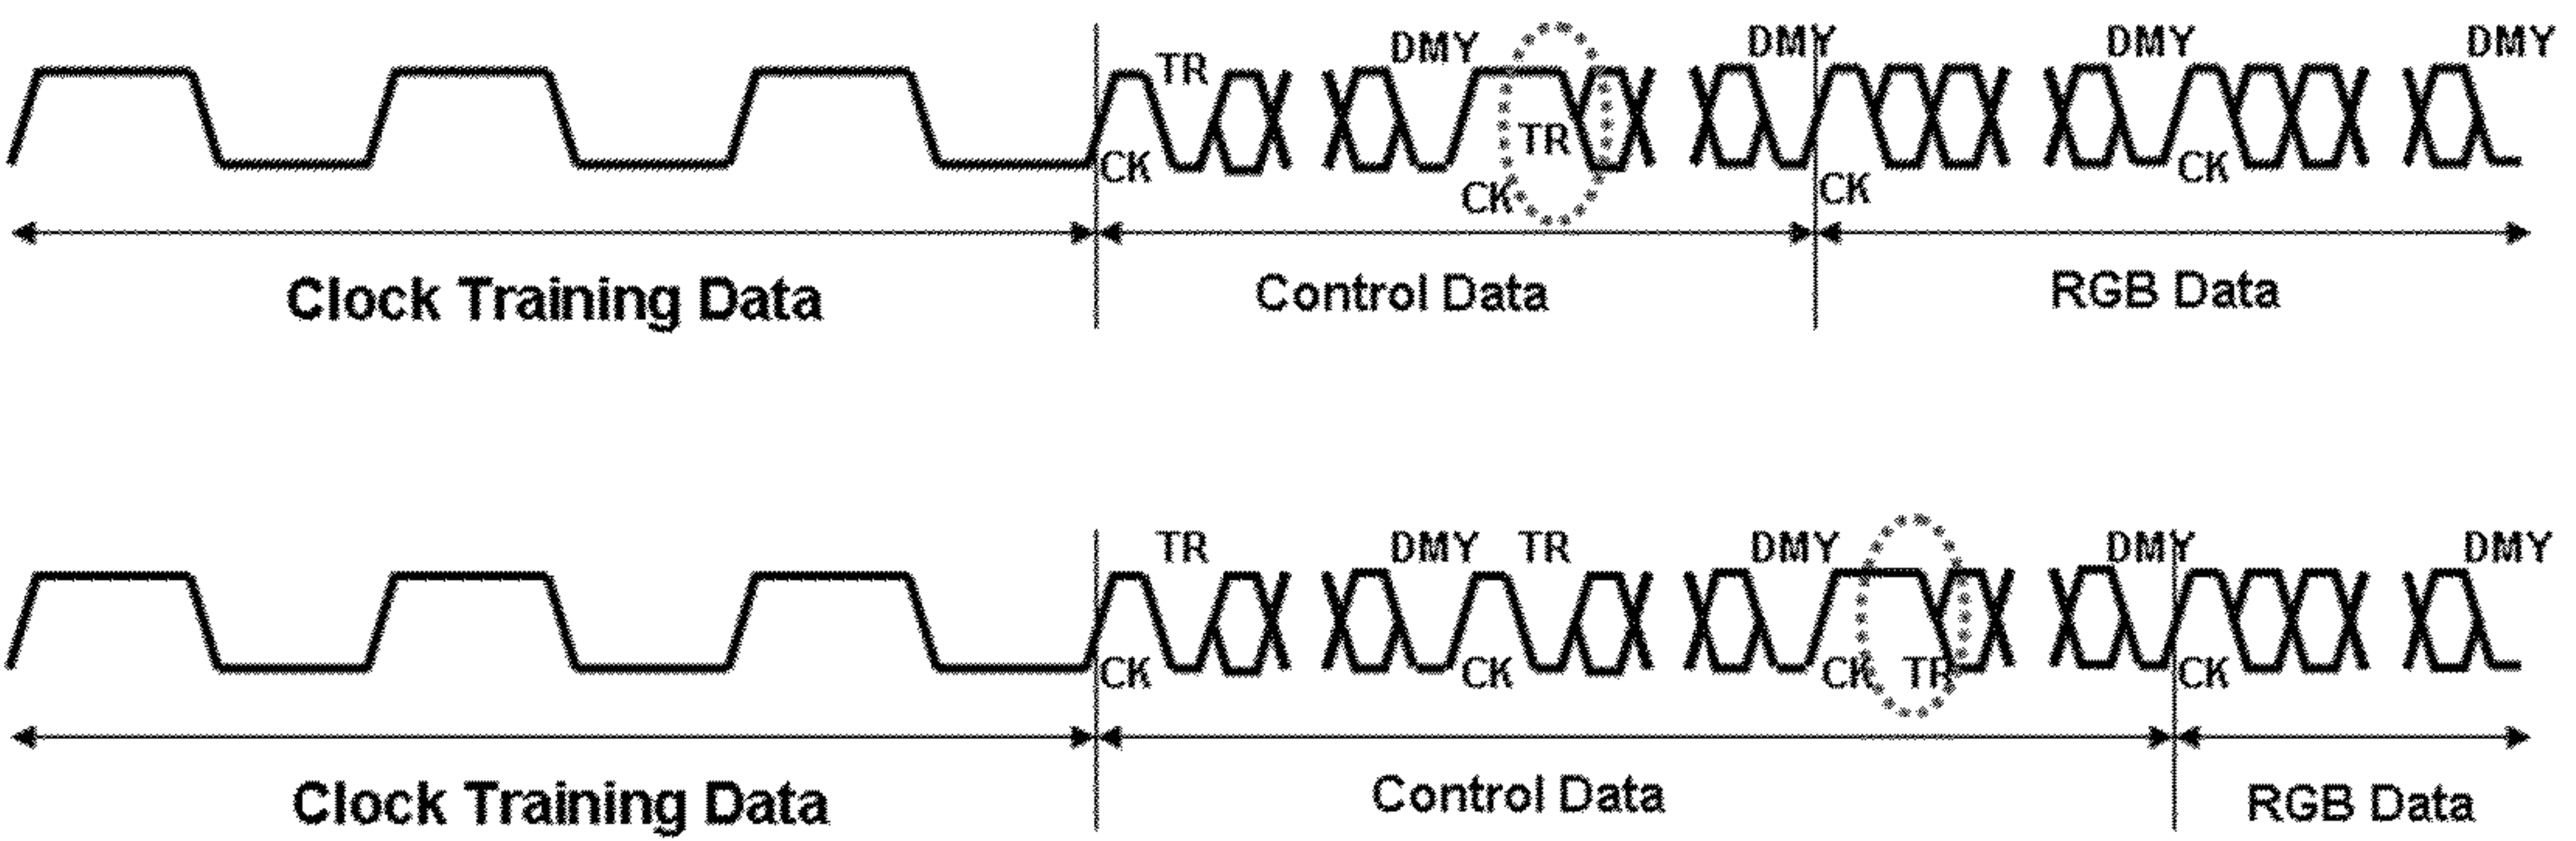 DMY DMY DMY DMY
TR
TR
CK CK CK CK
Clock Training Data Control Data RGB Data
TR DMY TR DMY DMY DMY
CK CK CK TR CK
Clock Training Data Control Data RGB Data